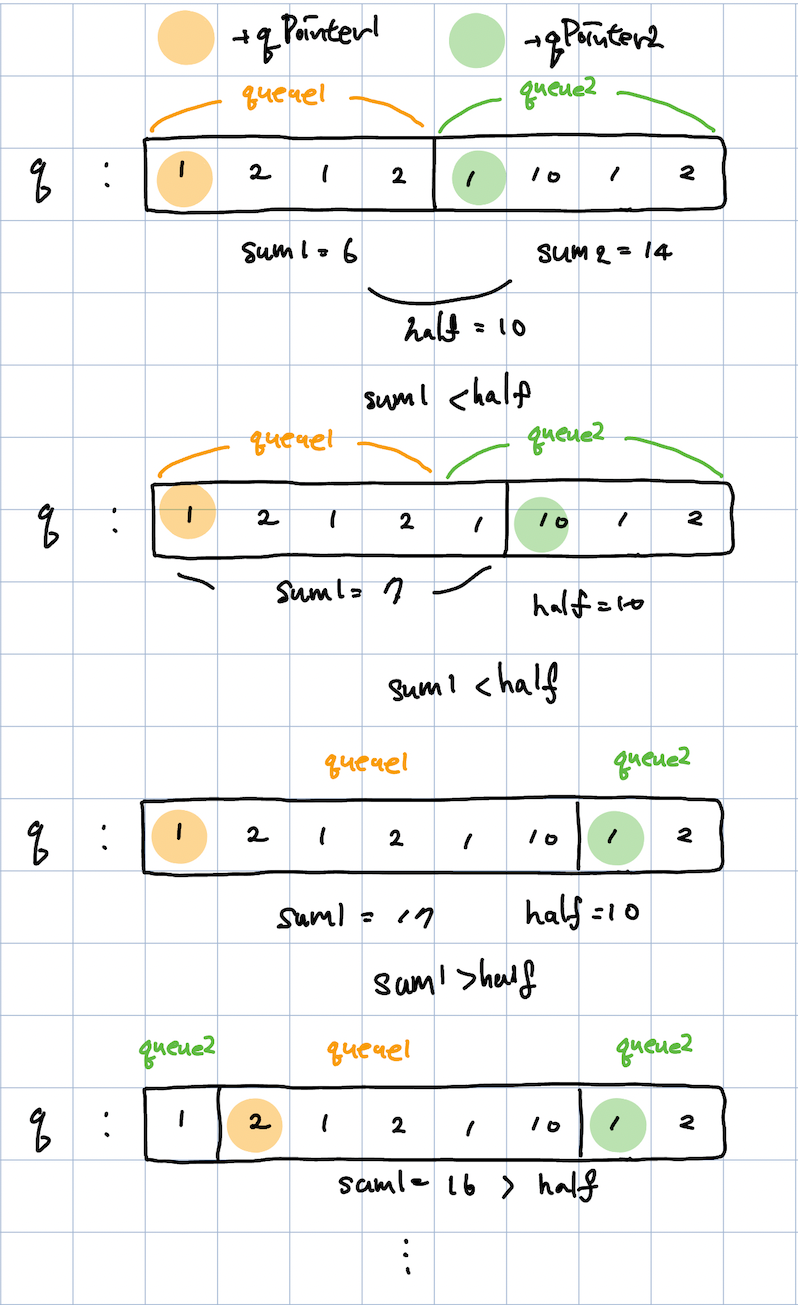 → qPointer1 → qPointer2
queue1 queue2
q : 1 2 1 2 1 10 1 2
sum1 = 6 sum2 = 14
half = 10
sum1 < half
queue1 queue2
q : 1 2 1 2 1 10 1 2
sum1 = 7 half = 10
sum1 < half
queue1 queue2
q : 1 2 1 2 1 10 1 2
sum1 = 17 half = 10
sum1 > half
queue2 queue1 queue2
q : 1 2 1 2 1 10 1 2
sum1 = 16 > half
⋮